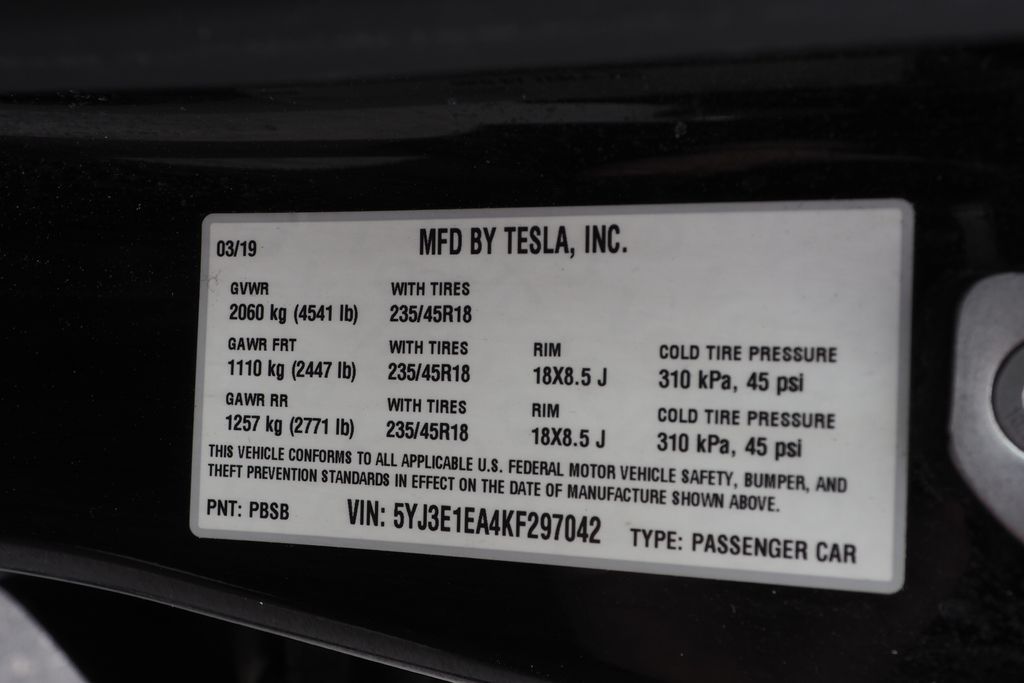 03/19 MFD BY TESLA, INC.
GVWR WITH TIRES
2060 kg (4541 lb) 235/45R18
GAWR FRT WITH TIRES RIM COLD TIRE PRESSURE
1110 kg (2447 lb) 235/45R18 18X8.5 J 310 kPa, 45 psi
GAWR RR WITH TIRES RIM COLD TIRE PRESSURE
1257 kg (2771 lb) 235/45R18 18X8.5 J 310 kPa, 45 psi
THIS VEHICLE CONFORMS TO ALL APPLICABLE U.S. FEDERAL MOTOR VEHICLE SAFETY, BUMPER, AND
THEFT PREVENTION STANDARDS IN EFFECT ON THE DATE OF MANUFACTURE SHOWN ABOVE.
PNT: PBSB VIN: 5YJ3E1EA4KF297042 TYPE: PASSENGER CAR